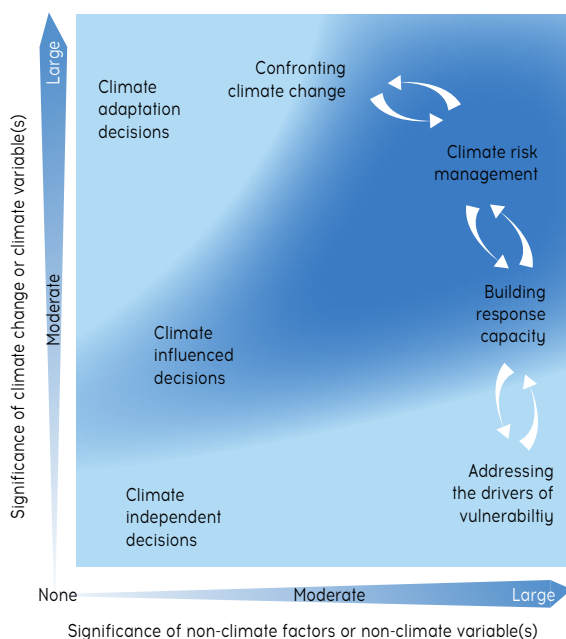 Large
Moderate
Significance of climate change or climate variable(s)
Climate
adaptation
decisions
Confronting
climate change
Climate risk
management
Climate
influenced
decisions
Building
response
capacity
Climate
independent
decisions
Addressing
the drivers of
vulnerabiltiy
None
Moderate
Large
Significance of non-climate factors or non-climate variable(s)